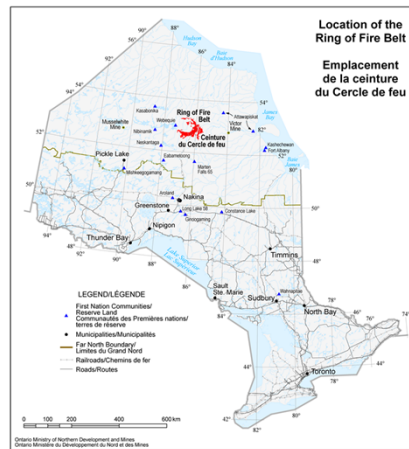 Location of the
Ring of Fire Belt
Emplacement
de la ceinture
du Cercle de feu
Hudson Bay
Baie d'Hudson
James Bay
Baie James
Kasabonika
Musselwhite
Mine
Webequie
Nibinamik
Neskantaga
Ring of Fire
Belt
Ceinture
du Cercle de feu
Attawapiskat
Victor
Mine
Kashechewan
Fort Albany
Pickle Lake
Mishkeegogamang
Eabametoong
Marten
Falls 65
Aroland
Nakina
Greenstone
Long Lake 58
Ginoogaming
Constance Lake
Nipigon
Thunder Bay
Lake Superior
Lac Supérieur
Timmins
Sault
Ste. Marie
Sudbury
Wahnapitae
North Bay
Toronto
LEGEND/LÉGENDE
First Nation Communities/
Reserve Land
Communautés des Premières nations/
terres de réserve
Municipalities/Municipalités
Far North Boundary/
Limites du Grand Nord
Railroads/Chemins de fer
Roads/Routes
0 100 200 400 600
km
Ontario Ministry of Northern Development and Mines
Ontario Ministère du Développement du Nord et des Mines